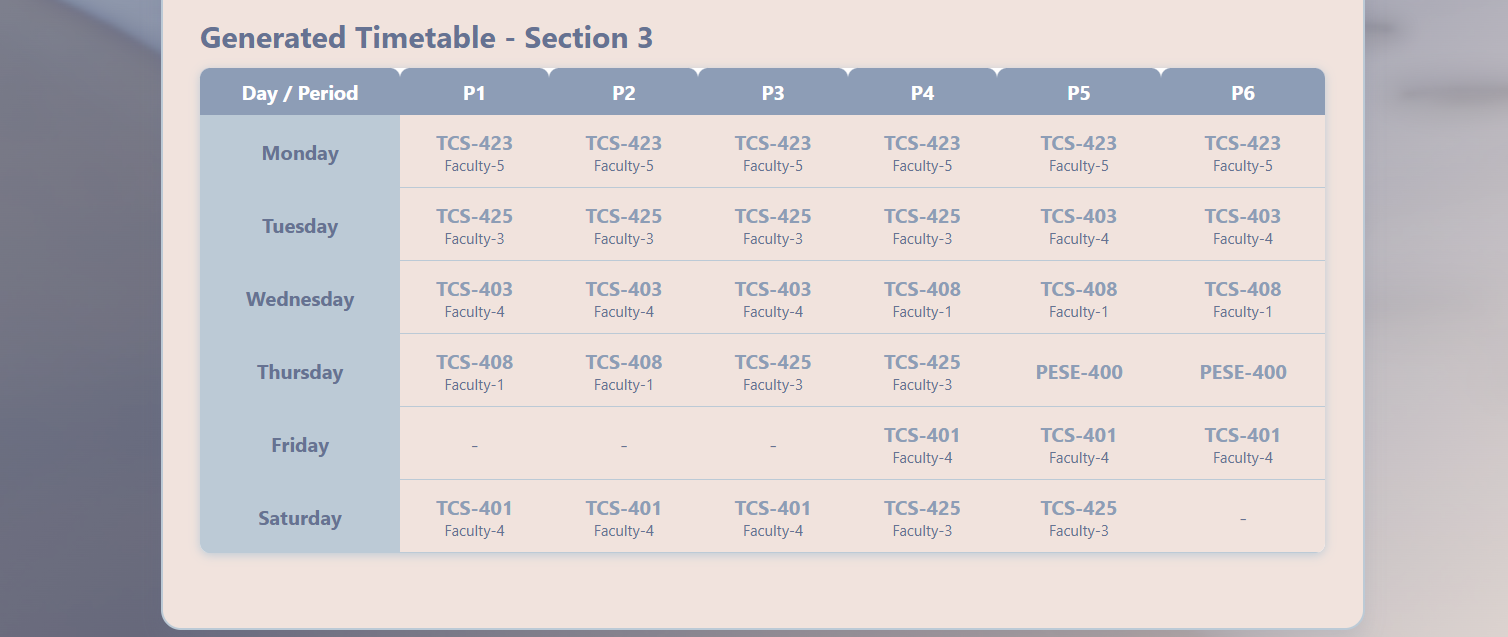 Generated Timetable - Section 3
Day / Period P1 P2 P3 P4 P5 P6
Monday TCS-423 TCS-423 TCS-423 TCS-423 TCS-423 TCS-423
Faculty-5 Faculty-5 Faculty-5 Faculty-5 Faculty-5 Faculty-5
Tuesday TCS-425 TCS-425 TCS-425 TCS-425 TCS-403 TCS-403
Faculty-3 Faculty-3 Faculty-3 Faculty-3 Faculty-4 Faculty-4
Wednesday TCS-403 TCS-403 TCS-403 TCS-408 TCS-408 TCS-408
Faculty-4 Faculty-4 Faculty-4 Faculty-1 Faculty-1 Faculty-1
Thursday TCS-408 TCS-408 TCS-425 TCS-425 PESE-400 PESE-400
Faculty-1 Faculty-1 Faculty-3 Faculty-3
Friday - - - TCS-401 TCS-401 TCS-401
Faculty-4 Faculty-4 Faculty-4
Saturday TCS-401 TCS-401 TCS-401 TCS-425 TCS-425 -
Faculty-4 Faculty-4 Faculty-4 Faculty-3 Faculty-3